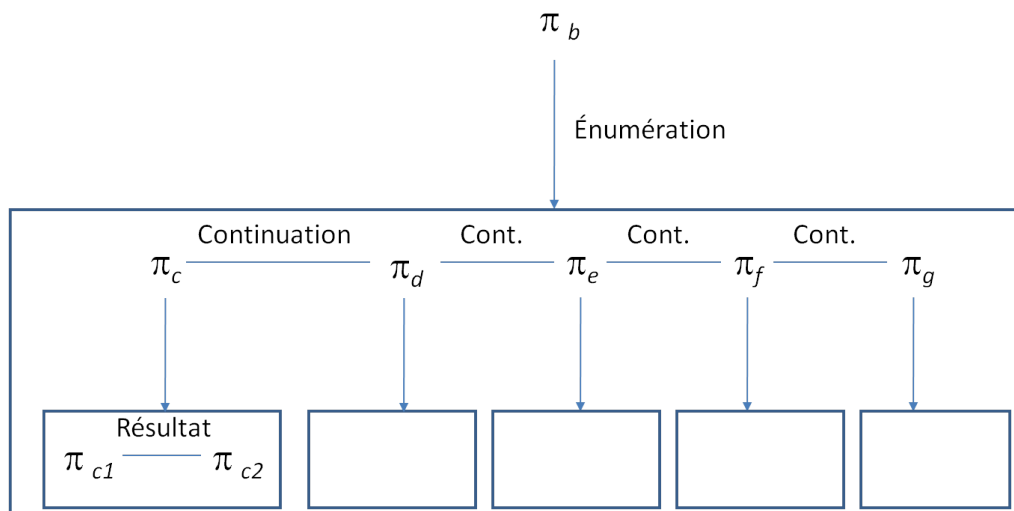 π b
Énumération
Continuation Cont. Cont. Cont.
πc πd πe πf πg
Résultat
π c1 π c2